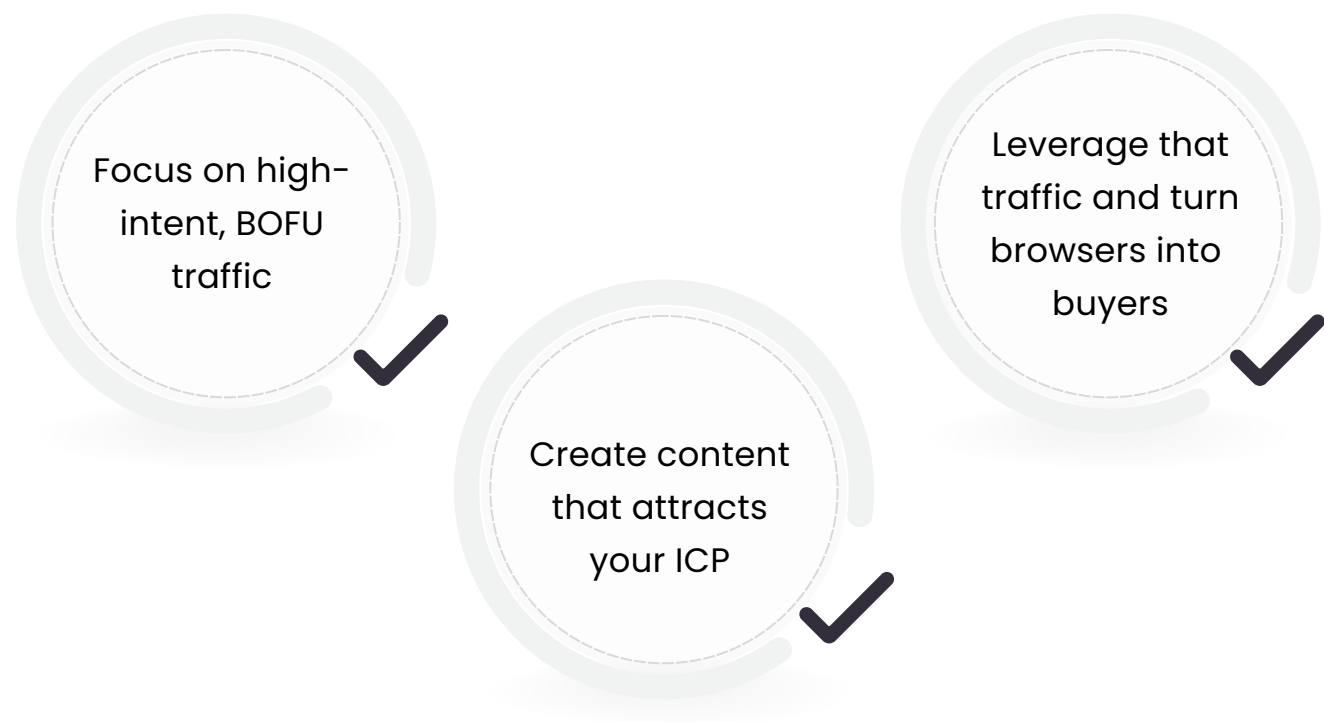 Focus on high-
intent, BOFU
traffic
Create content
that attracts
your ICP
Leverage that
traffic and turn
browsers into
buyers